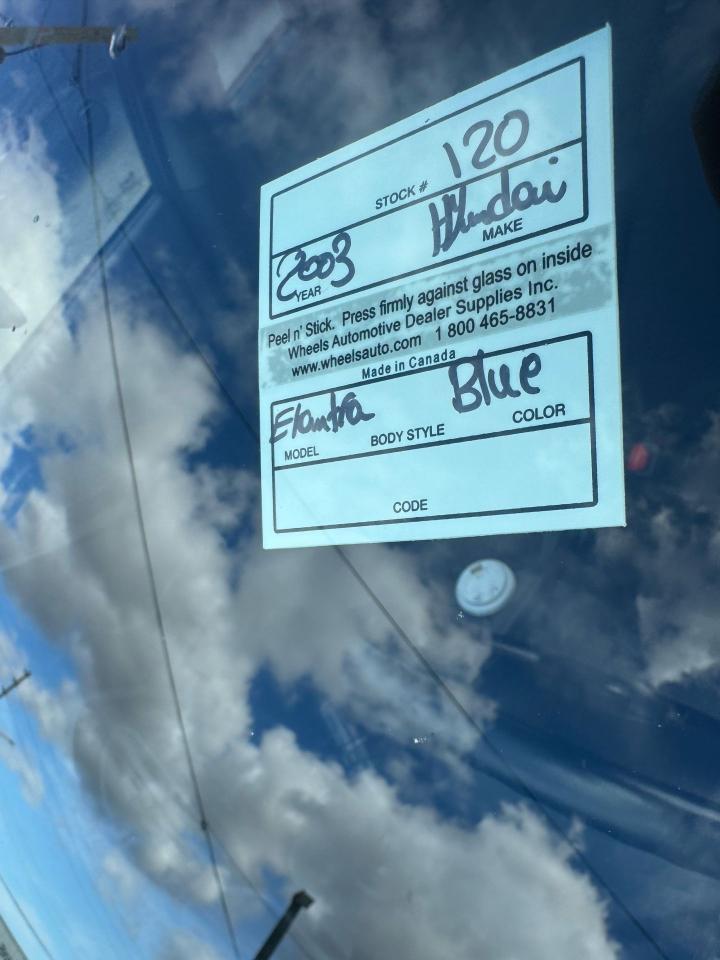 120
STOCK #
2003 Hyundai
YEAR MAKE
Peel n' Stick. Press firmly against glass on inside
Wheels Automotive Dealer Supplies Inc.
www.wheelsauto.com 1 800 465-8831
Made in Canada
Elantra Blue
MODEL BODY STYLE COLOR
CODE